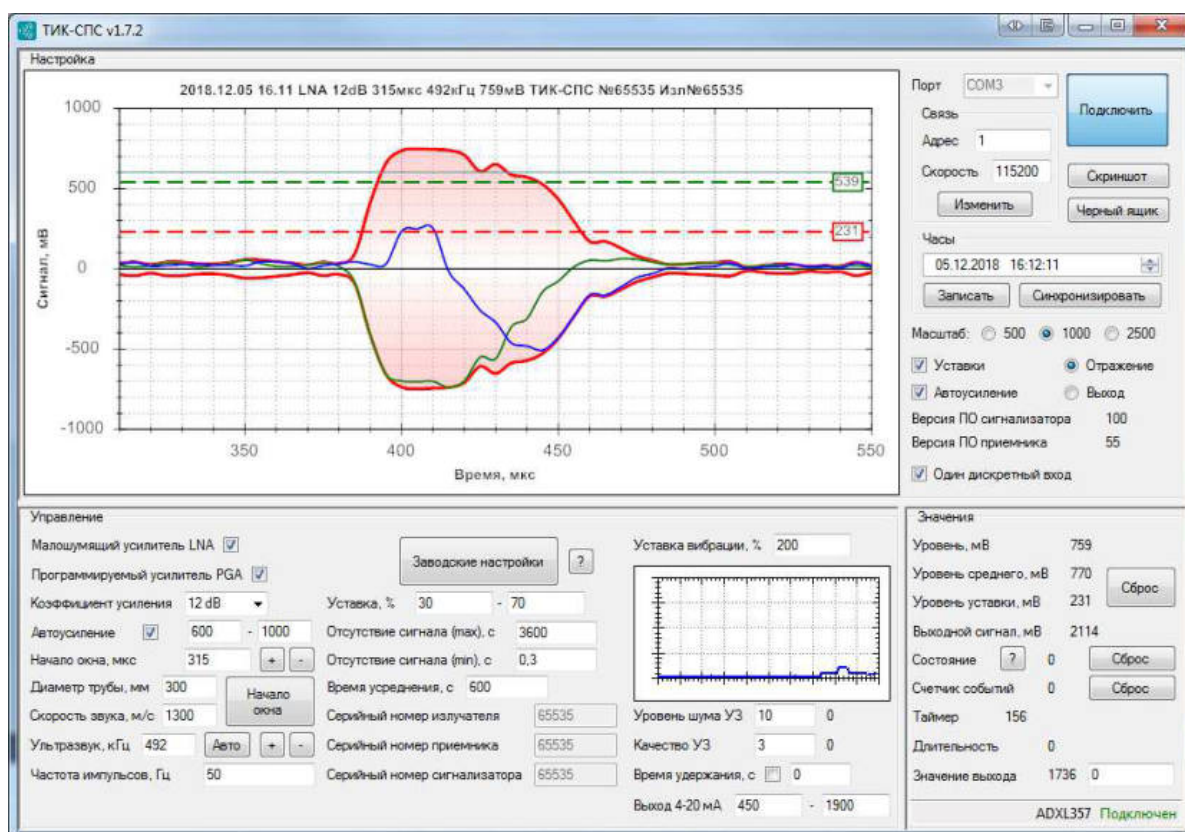 ТИК-СПС v1.7.2
Настройка
2018.12.05 16.11 LNA 12dB 315мкс 492кГц 759мВ ТИК-СПС №65535 Изл№65535
1000
500
0
-500
-1000
Сигнал, мВ
539
231
350
400
450
500
550
Время, мкс
Порт COM3
Подключить
Связь
Адрес 1
Скорость 115200
Изменить
Скриншот
Черный ящик
Часы
05.12.2018 16:12:11
Записать Синхронизировать
Масштаб: 500 1000 2500
Уставки Отражение
Автоусиление Выход
Версия ПО сигнализатора 100
Версия ПО приемника 55
Один дискретный вход
Управление
Малошумящий усилитель LNA
Программируемый усилитель PGA
Коэффициент усиления 12 dB
Автоусиление 600 - 1000
Начало окна, мкс 315 + -
Диаметр трубы, мм 300
Скорость звука, м/с 1300
Начало окна
Ультразвук, кГц 492 Авто + -
Частота импульсов, Гц 50
Заводские настройки ?
Уставка, % 30 - 70
Отсутствие сигнала (max), с 3600
Отсутствие сигнала (min), с 0,3
Время усреднения, с 600
Серийный номер излучателя 65535
Серийный номер приемника 65535
Серийный номер сигнализатора 65535
Уставка вибрации, % 200
Уровень шума УЗ 10 0
Качество УЗ 3 0
Время удержания, с 0
Выход 4-20 мА 450 - 1900
Значения
Уровень, мВ 759
Уровень среднего, мВ 770
Уровень уставки, мВ 231
Сброс
Выходной сигнал, мВ 2114
Состояние ? 0 Сброс
Счетчик событий 0 Сброс
Таймер 156
Длительность 0
Значение выхода 1736 0
ADXL357 Подключен